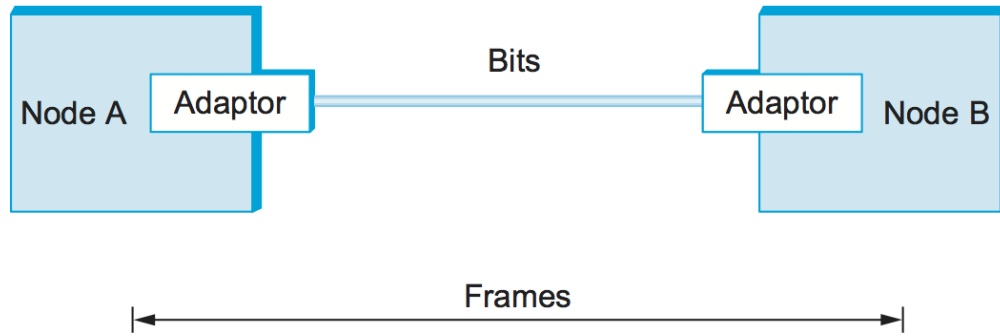 Bits
Node A
Adaptor
Adaptor
Node B
Frames